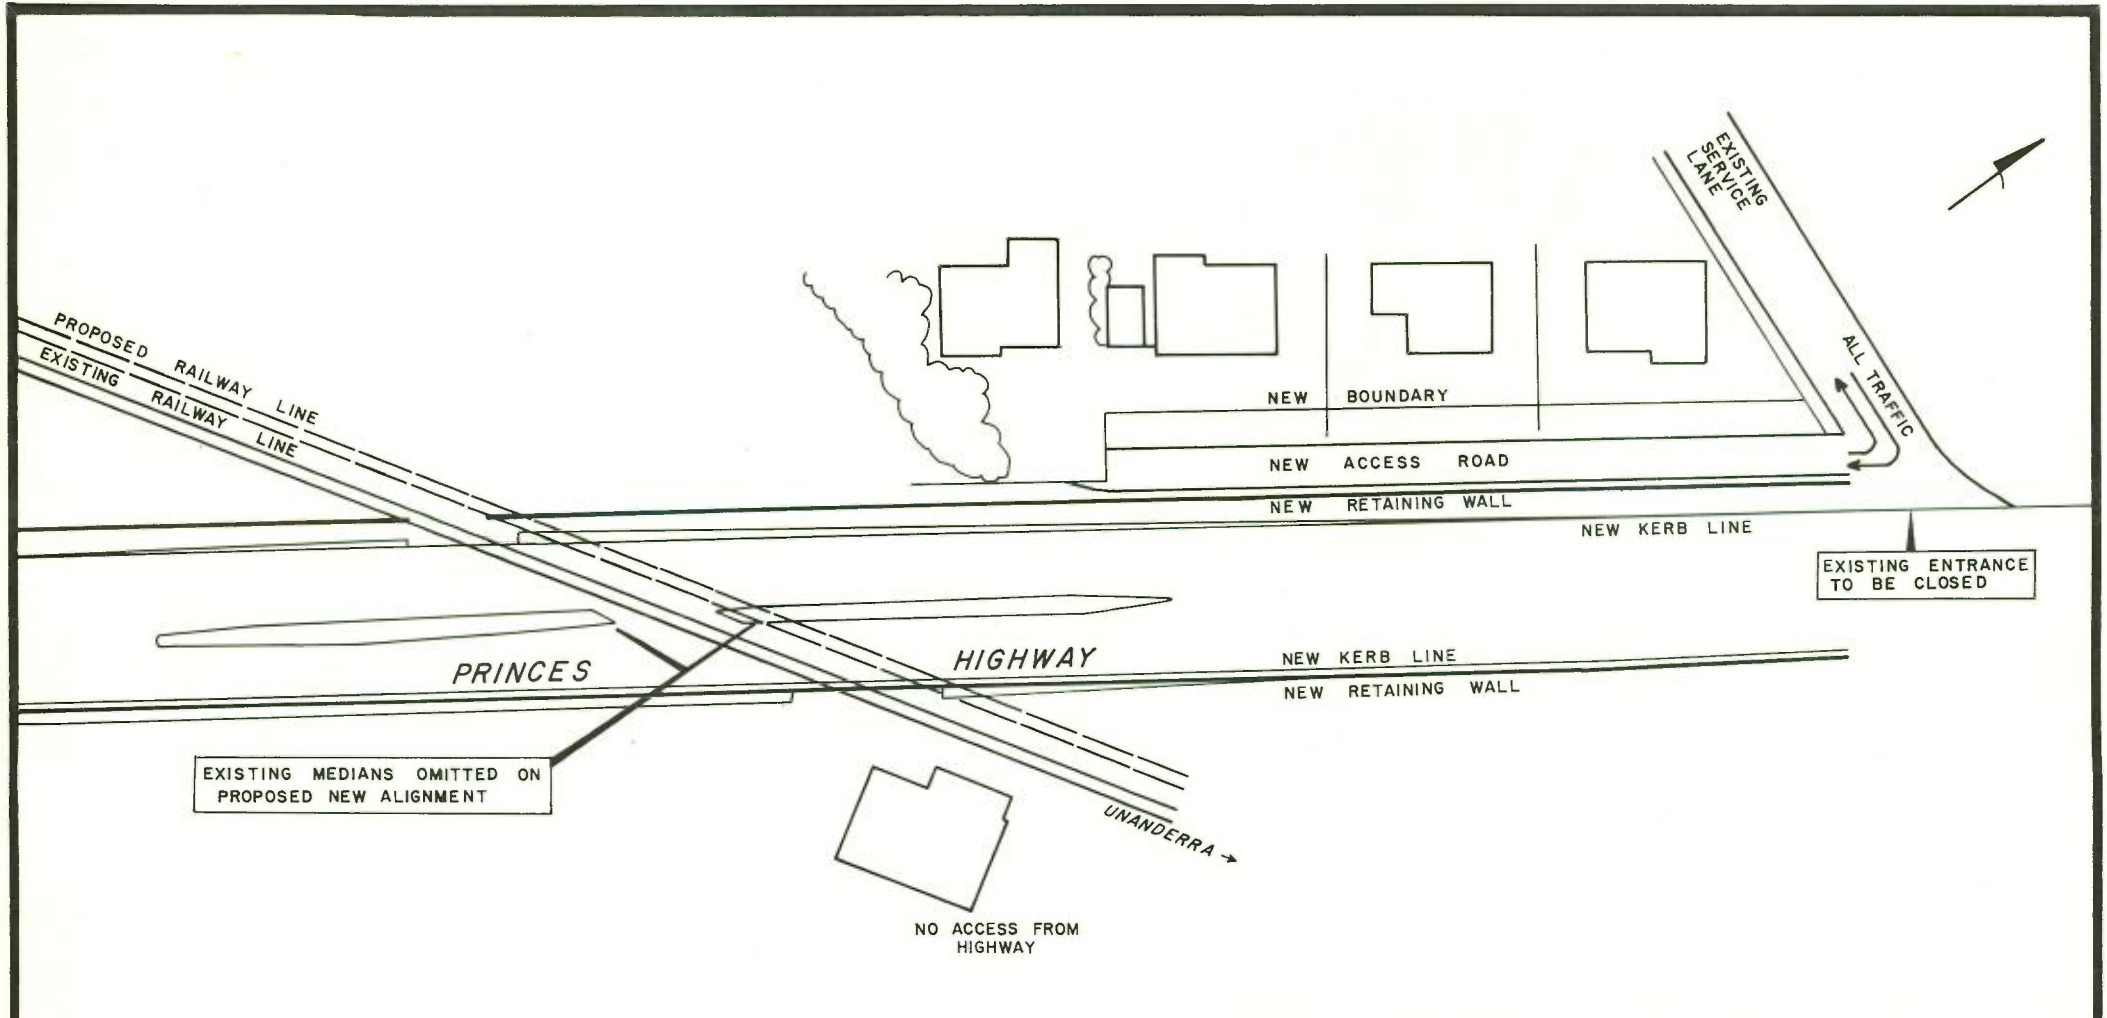 EXISTING
SERVICE
LANE
PROPOSED RAILWAY LINE
EXISTING RAILWAY LINE
ALL TRAFFIC
NEW BOUNDARY
NEW ACCESS ROAD
NEW RETAINING WALL
NEW KERB LINE
EXISTING ENTRANCE
TO BE CLOSED
PRINCES HIGHWAY
NEW KERB LINE
NEW RETAINING WALL
EXISTING MEDIANS OMITTED ON
PROPOSED NEW ALIGNMENT
UNANDERRA
NO ACCESS FROM
HIGHWAY